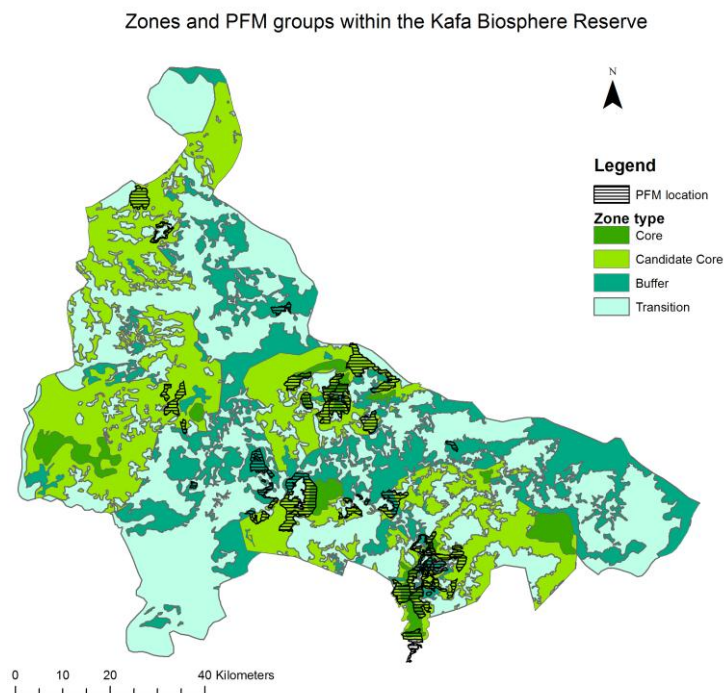 Zones and PFM groups within the Kafa Biosphere Reserve
N
Legend
PFM location
Zone type
Core
Candidate Core
Buffer
Transition
0 10 20 40 Kilometers